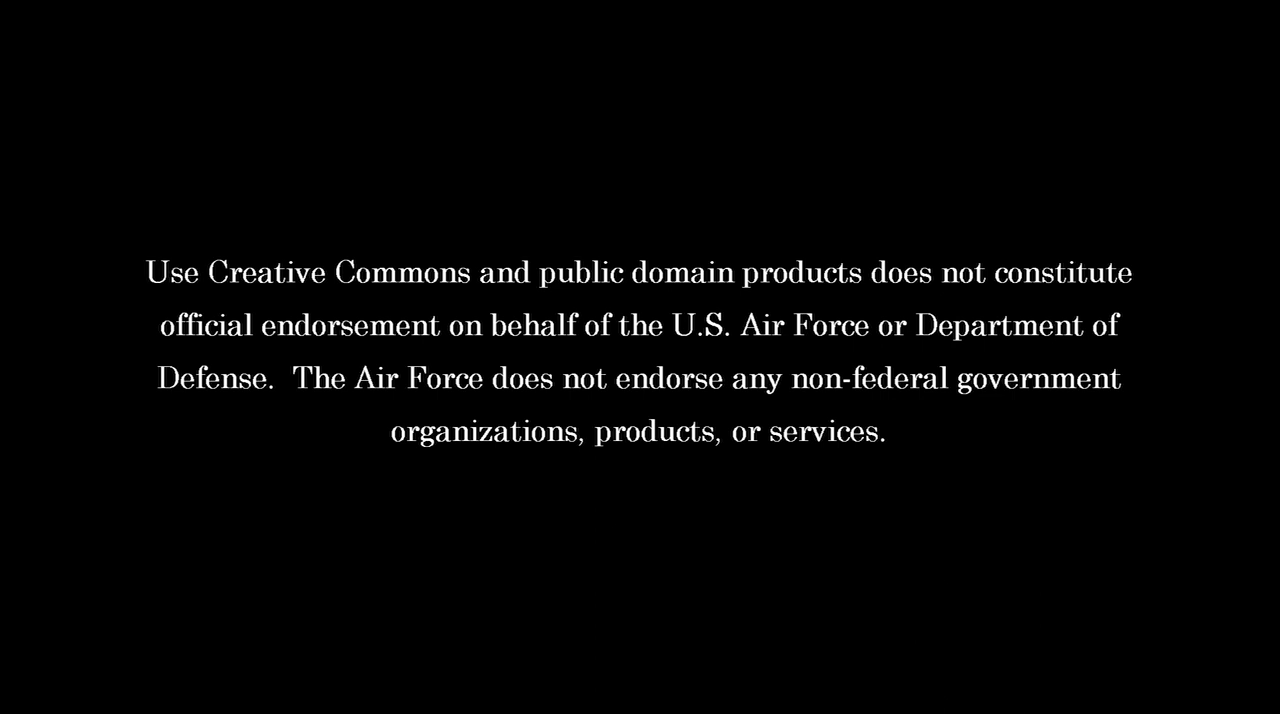 Use Creative Commons and public domain products does not constitute
official endorsement on behalf of the U.S. Air Force or Department of
Defense.  The Air Force does not endorse any non-federal government
organizations, products, or services.